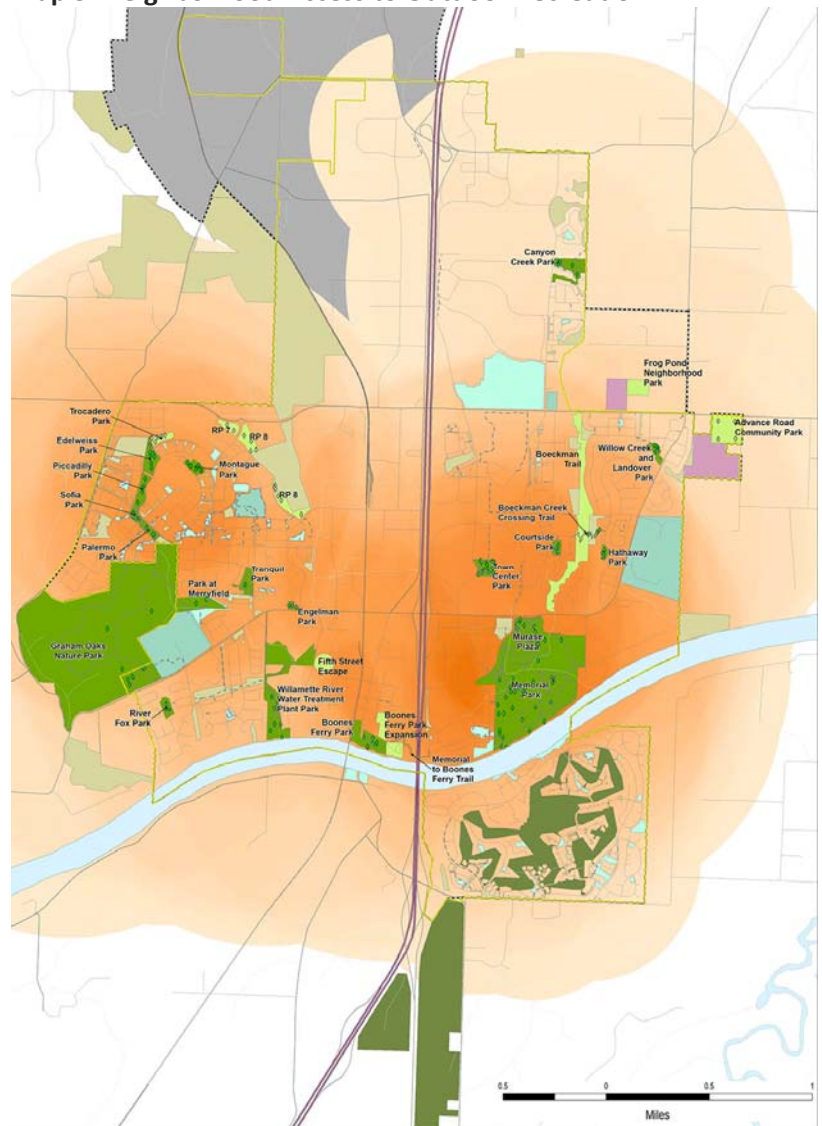 Canyon
Creek Park
Frog Pond
Neighborhood
Park
Trocadero
Park
Edelweiss
Park
Piccadilly
Park
Sofia
Park
Palermo
Park
RP 7
RP 8
Montague
Park
RP 8
Advance Road
Community Park
Boeckman
Trail
Willow Creek
and
Landover
Park
Boeckman Creek
Crossing Trail
Courtside
Park
Hathaway
Park
Tranquil
Park
Park at
Merryfield
Town
Center
Park
Engelman
Park
Graham Oaks
Nature Park
Murase
Plaza
Fifth Street
Escape
Memorial
Park
River
Fox Park
Willamette River
Water Treatment
Plant Park
Boones
Ferry Park
Boones
Ferry Park
Expansion
Memorial
to Boones
Ferry Trail
0.5 0 0.5 1
Miles